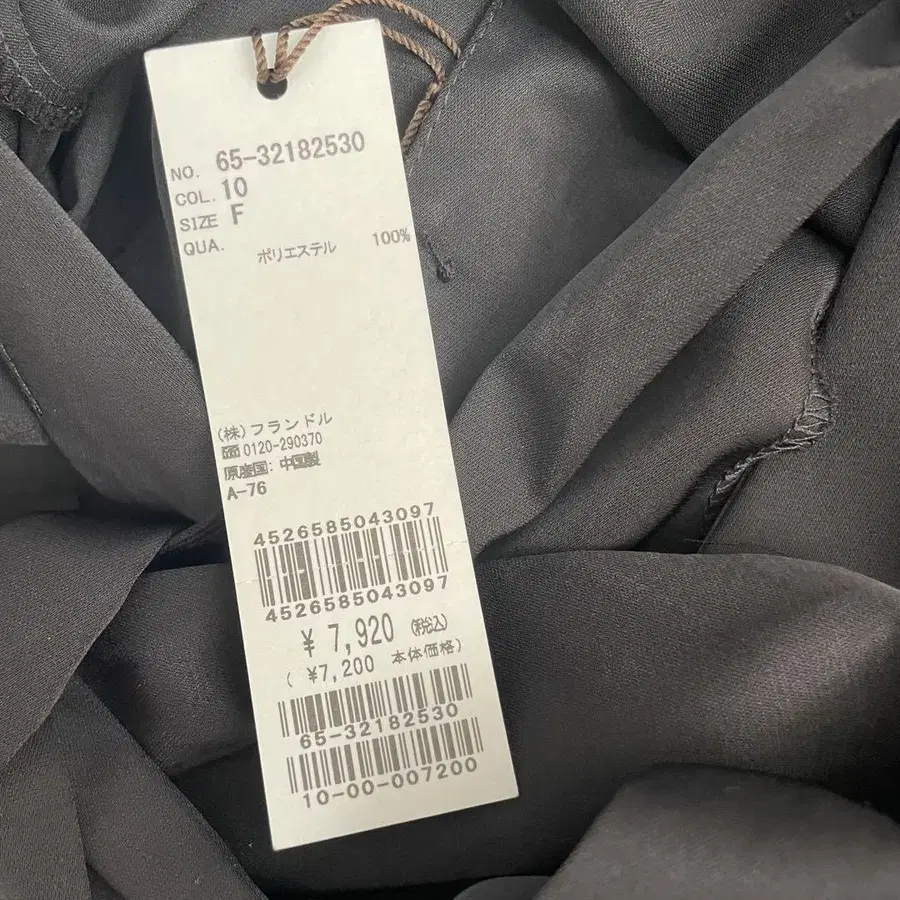 NO. 65-32182530
COL. 10
SIZE F
QUA.
ポリエステル 100%
(株)フランドル
0120-290370
原産国: 中国製
A-76
4526585043097
4526585043097
¥ 7,920 (税込)
( ¥7,200 本体価格)
65-32182530
10-00-007200